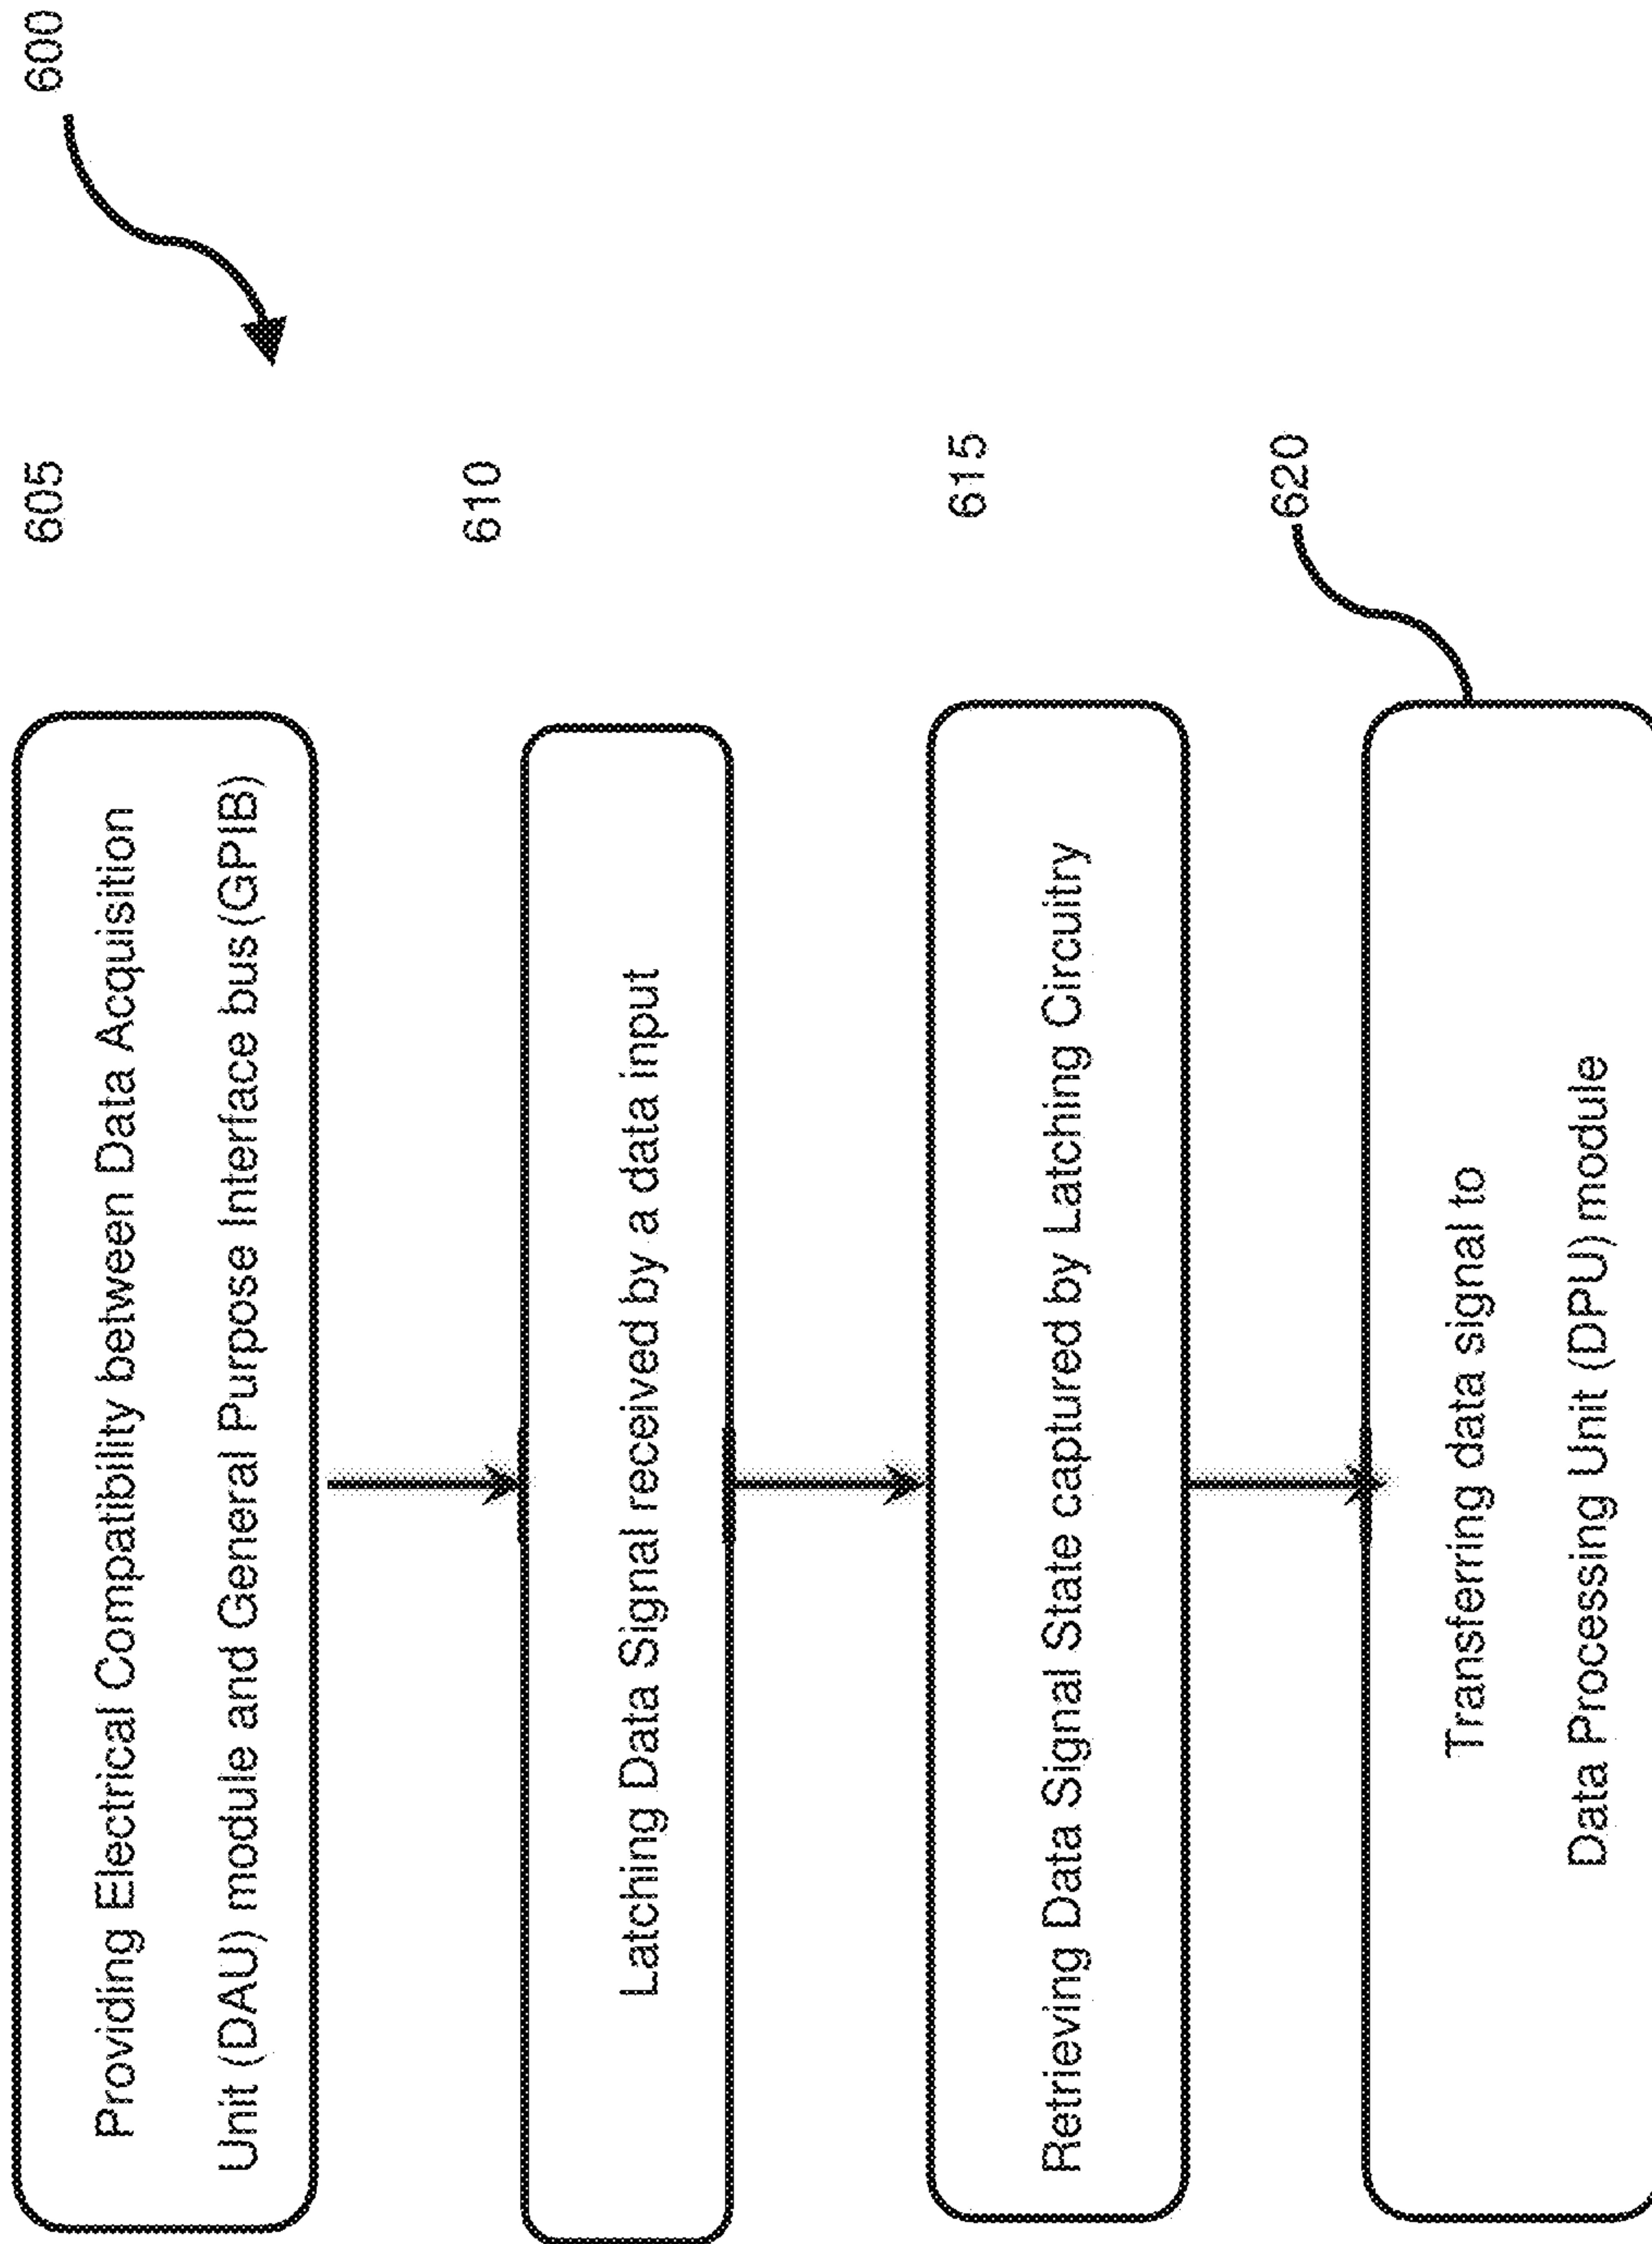 600
605
Providing Electrical Compatibility between Data Acquisition
Unit (DAU) module and General Purpose Interface bus(GPIB)
610
Latching Data Signal received by a data input
615
Retrieving Data Signal State captured by Latching Circuitry
620
Transferring data signal to
Data Processing Unit (DPU) module